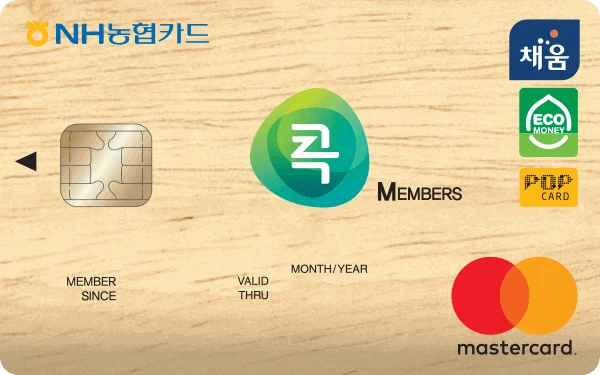 NH농협카드
채움
ECO
MONEY
콕
POP
CARD
MEMBERS
MONTH/YEAR
MEMBER
SINCE
VALID
THRU
mastercard.